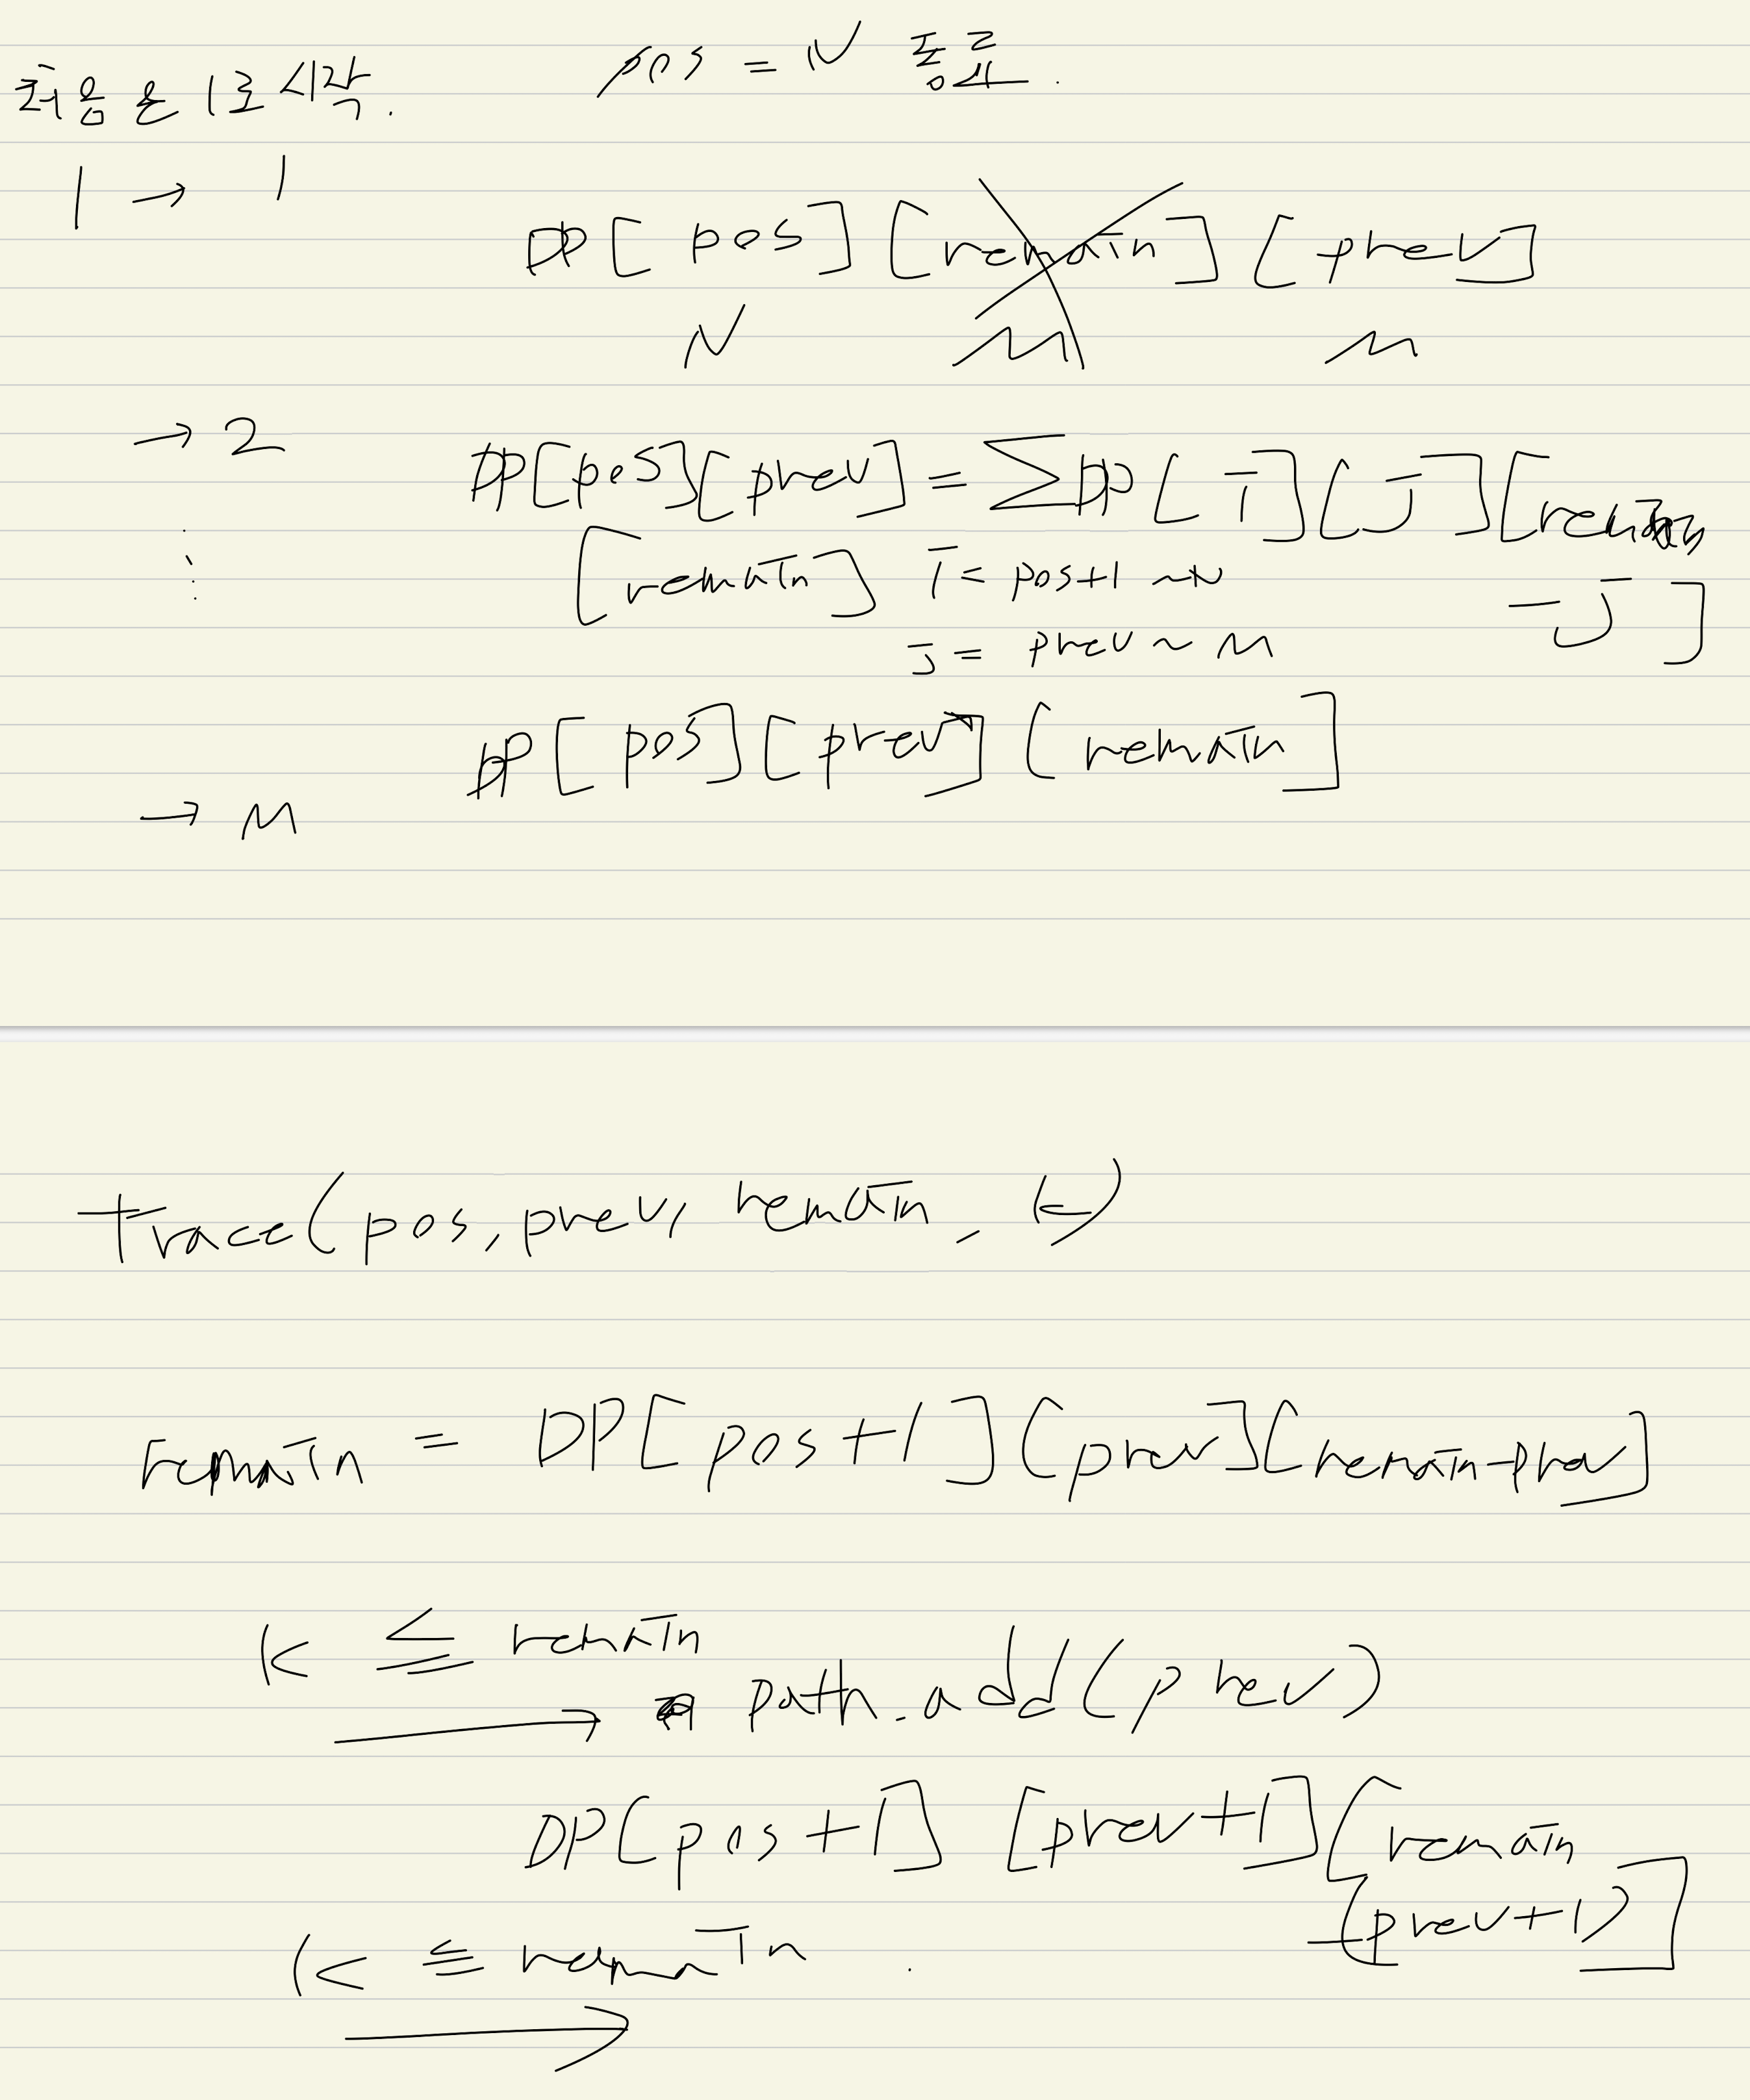 처음은 1로 시작.
pos = N 종료.
1 → 1
DP[pos][remain][prev]
N M M
→ 2
DP[pos][prev] = ΣDP[i][j][remain
[remain] i = pos+1 ~ N
- j]
j = prev ~ M
DP[pos][prev][remain]
→ M
trace(pos, prev, remain, k)
remain = DP[pos+1][prev][remain-prev]
k ≤ remain
→ path.add(prev)
DP[pos+1][prev+1][remain
-(prev+1)]
k ≤ remain
→